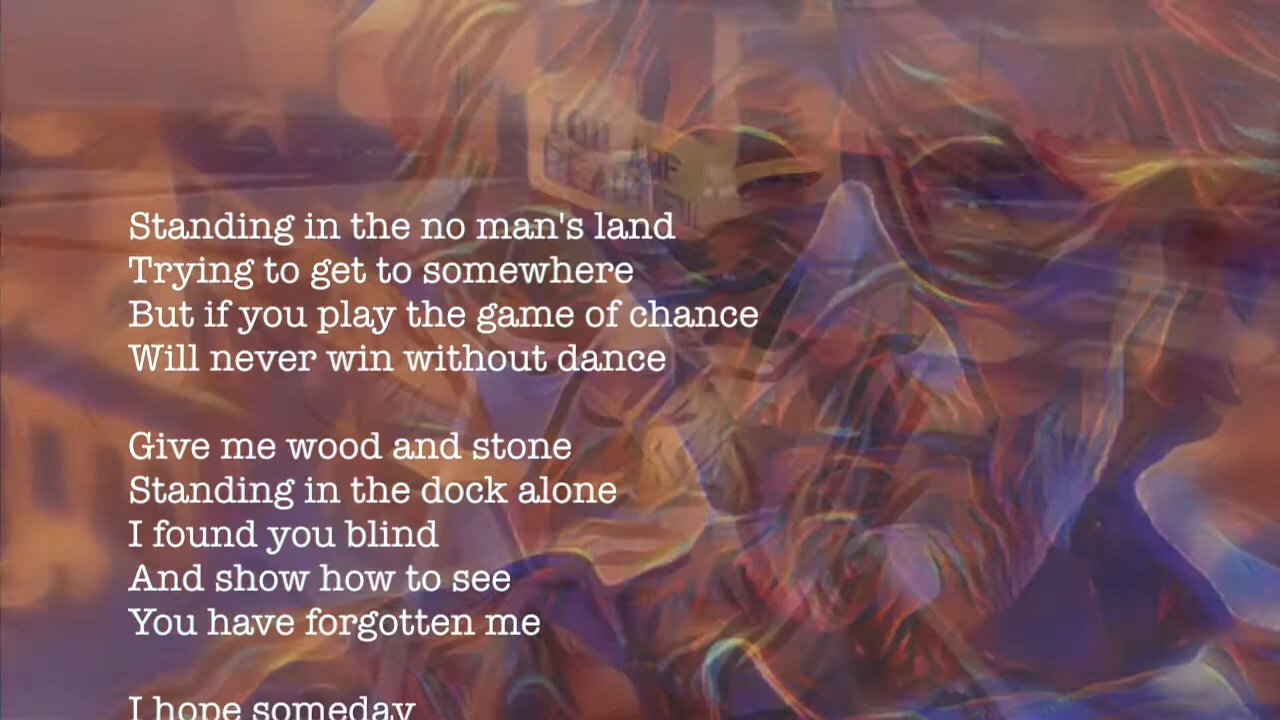 Standing in the no man's land
Trying to get to somewhere
But if you play the game of chance
Will never win without dance
Give me wood and stone
Standing in the dock alone
I found you blind
And show how to see
You have forgotten me
I hope someday